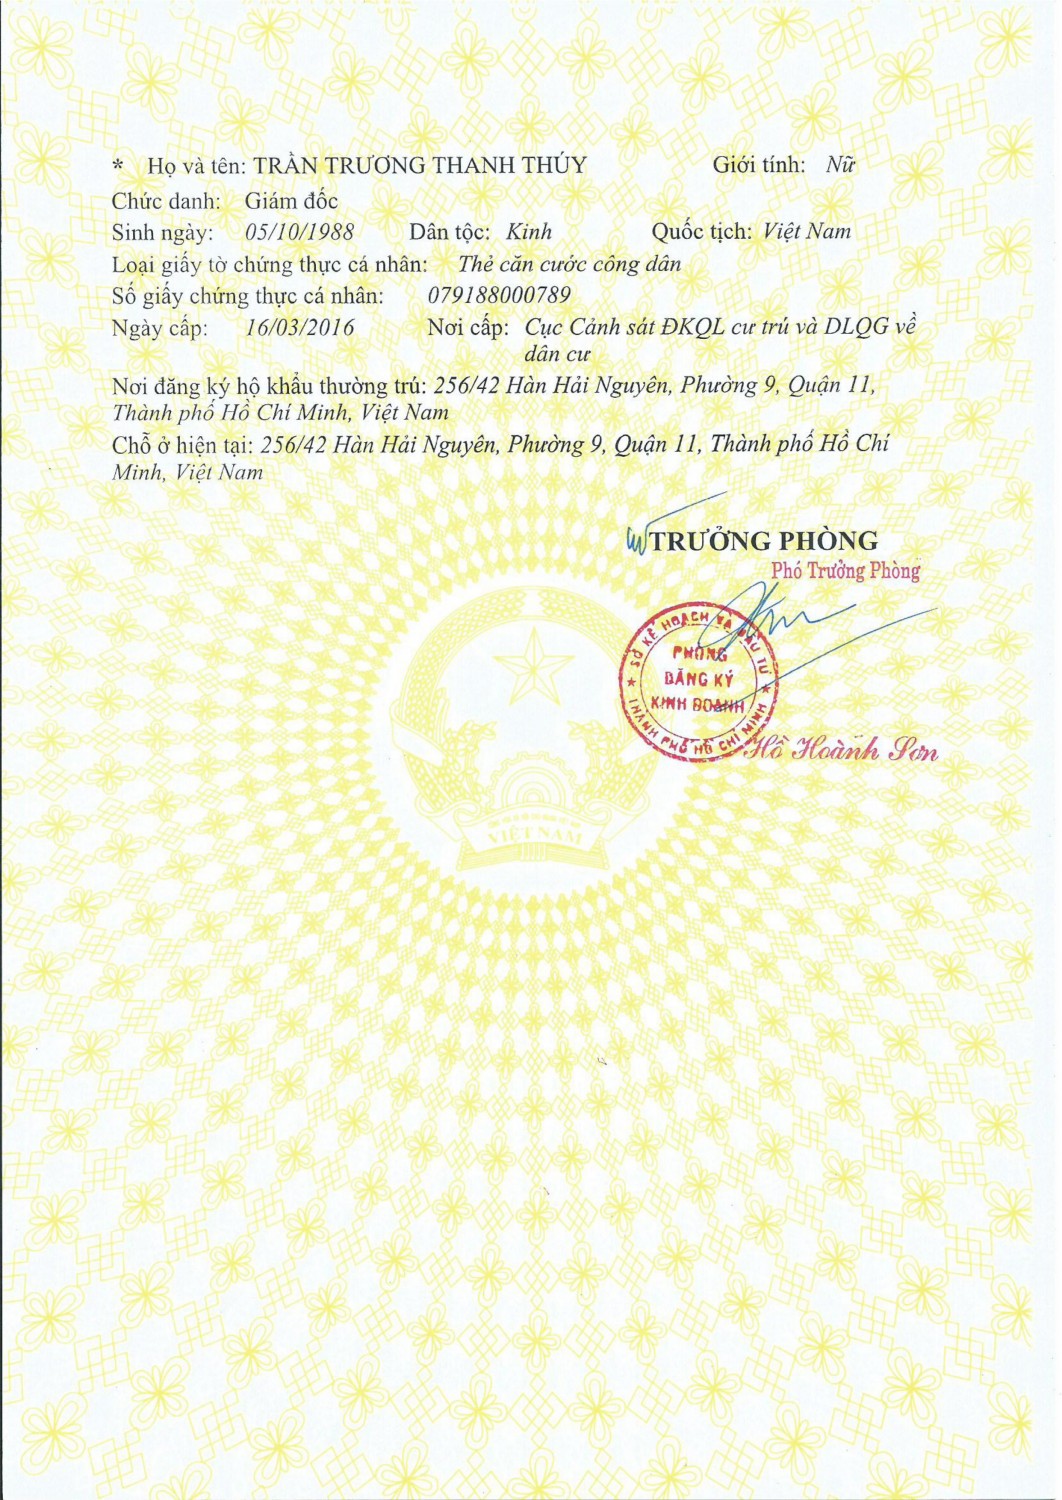 * Họ và tên: TRẦN TRƯƠNG THANH THÚY Giới tính: Nữ
Chức danh: Giám đốc
Sinh ngày: 05/10/1988 Dân tộc: Kinh Quốc tịch: Việt Nam
Loại giấy tờ chứng thực cá nhân: Thẻ căn cước công dân
Số giấy chứng thực cá nhân: 079188000789
Ngày cấp: 16/03/2016 Nơi cấp: Cục Cảnh sát ĐKQL cư trú và DLQG về
dân cư
Nơi đăng ký hộ khẩu thường trú: 256/42 Hàn Hải Nguyên, Phường 9, Quận 11,
Thành phố Hồ Chí Minh, Việt Nam
Chỗ ở hiện tại: 256/42 Hàn Hải Nguyên, Phường 9, Quận 11, Thành phố Hồ Chí
Minh, Việt Nam
TRƯỞNG PHÒNG
Phó Trưởng Phòng
SỞ KẾ HOẠCH VÀ ĐẦU TƯ
PHÒNG
ĐĂNG KÝ
KINH DOANH
THÀNH PHỐ HỒ CHÍ MINH
Hồ Hoành Sơn
VIỆT NAM